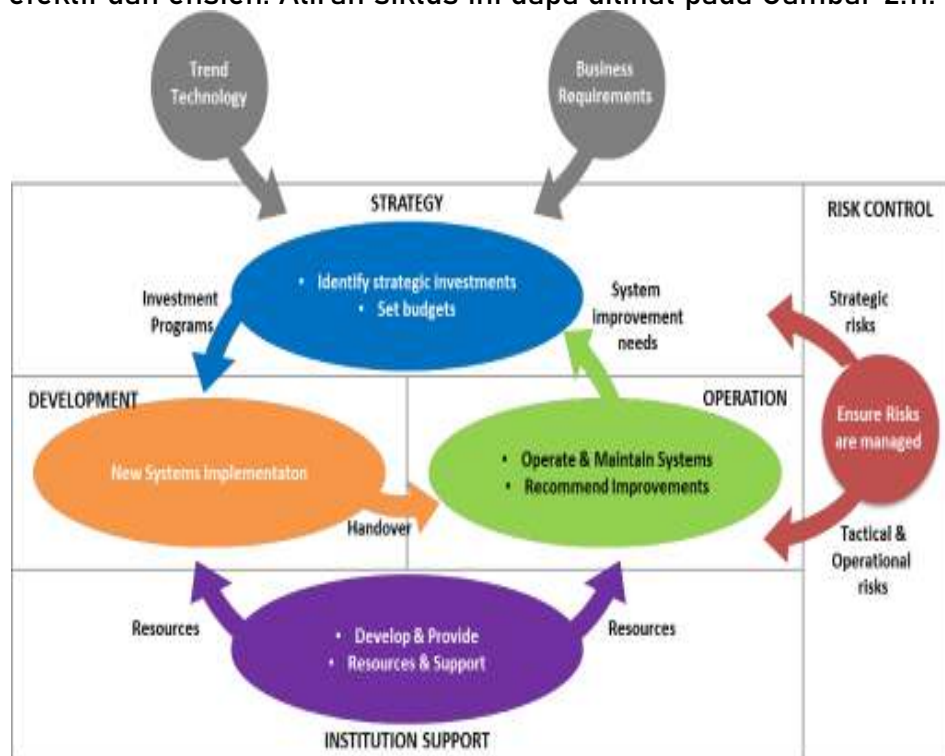 efektif dan efisien. Aliran siklus ini dapa dilihat pada Gambar 2.11.
Trend
Technology
Business
Requirements
STRATEGY
RISK CONTROL
• Identify strategic investments
• Set budgets
Investment
Programs
System
improvement
needs
Strategic
risks
DEVELOPMENT
OPERATION
Ensure Risks
are managed
New Systems Implementaton
• Operate & Maintain Systems
• Recommend Improvements
Handover
Tactical &
Operational
risks
Resources
• Develop & Provide
• Resources & Support
Resources
INSTITUTION SUPPORT